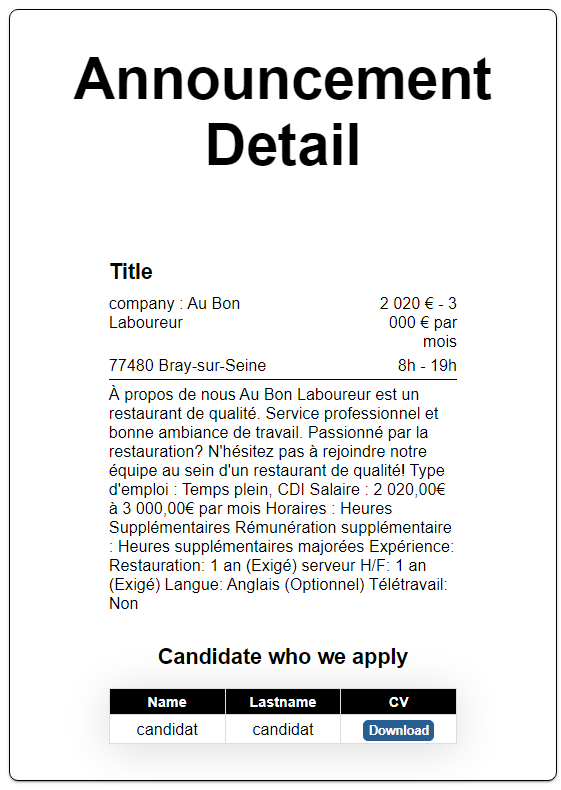 Announcement
Detail
Title
company : Au Bon
Laboureur
2 020 € - 3
000 € par
mois
77480 Bray-sur-Seine
8h - 19h
À propos de nous Au Bon Laboureur est un
restaurant de qualité. Service professionnel et
bonne ambiance de travail. Passionné par la
restauration? N'hésitez pas à rejoindre notre
équipe au sein d'un restaurant de qualité! Type
d'emploi : Temps plein, CDI Salaire : 2 020,00€
à 3 000,00€ par mois Horaires : Heures
Supplémentaires Rémunération supplémentaire
: Heures supplémentaires majorées Expérience:
Restauration: 1 an (Exigé) serveur H/F: 1 an
(Exigé) Langue: Anglais (Optionnel) Télétravail:
Non
Candidate who we apply
Name Lastname CV
candidat candidat Download